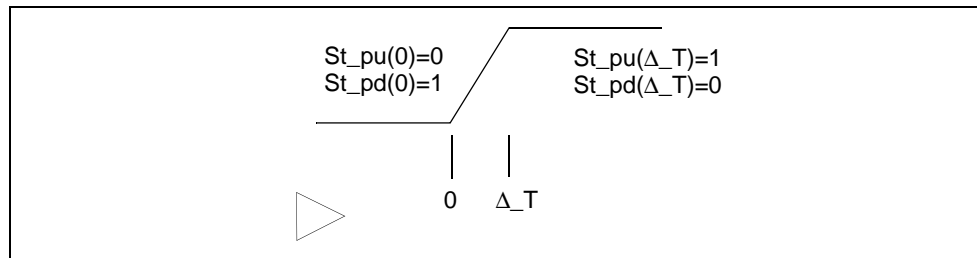 St_pu(0)=0
St_pd(0)=1
St_pu(Δ_T)=1
St_pd(Δ_T)=0
0
Δ_T